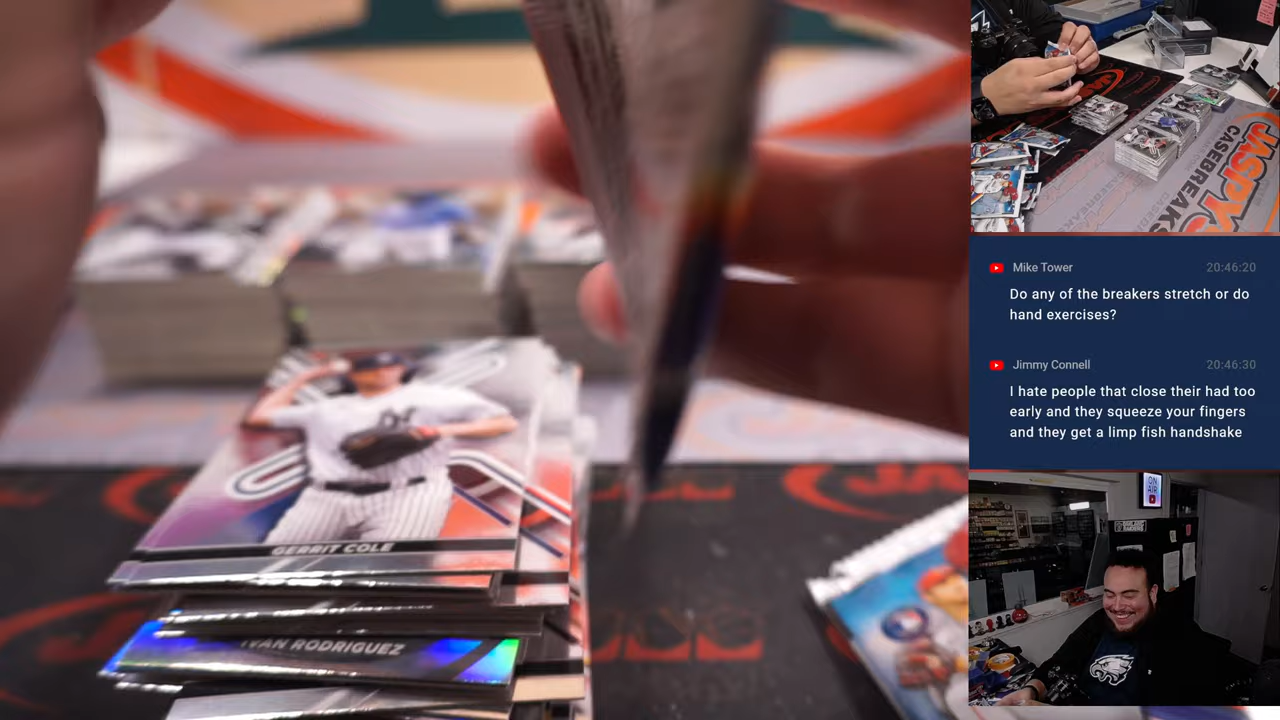 GERRIT COLE
IVAN RODRIGUEZ
JASPY'S
CASEBREAKS
Mike Tower
20:46:20
Do any of the breakers stretch or do
hand exercises?
Jimmy Connell
20:46:30
I hate people that close their had too
early and they squeeze your fingers
and they get a limp fish handshake
ON
AIR